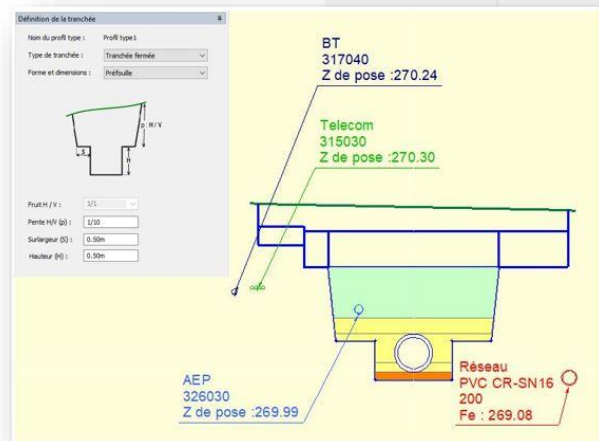 Définition de la tranchée
Nom du profil type : Profil type1
Type de tranchée : Tranchée fermée
Forme et dimensions : Préfouille
p : H / V
S
H
Fruit H / V : 1/1
Pente H/V (p) : 1/10
Surlargeur (S) : 0.50m
Hauteur (H) : 0.50m
BT
317040
Z de pose :270.24
Telecom
315030
Z de pose :270.30
AEP
326030
Z de pose :269.99
Réseau
PVC CR-SN16
200
Fe : 269.08